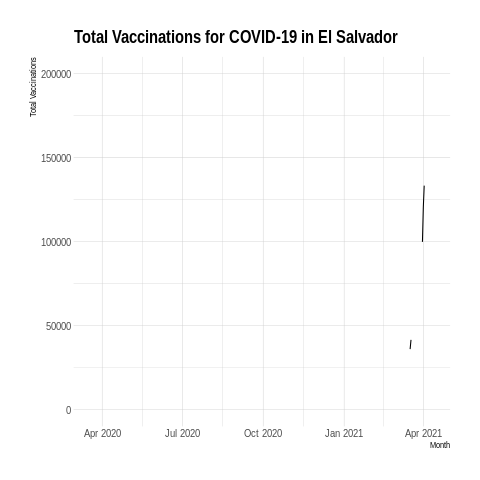 Total Vaccinations for COVID-19 in El Salvador
Total Vaccinations
200000
150000
100000
50000
0
Apr 2020 Jul 2020 Oct 2020 Jan 2021 Apr 2021
Month